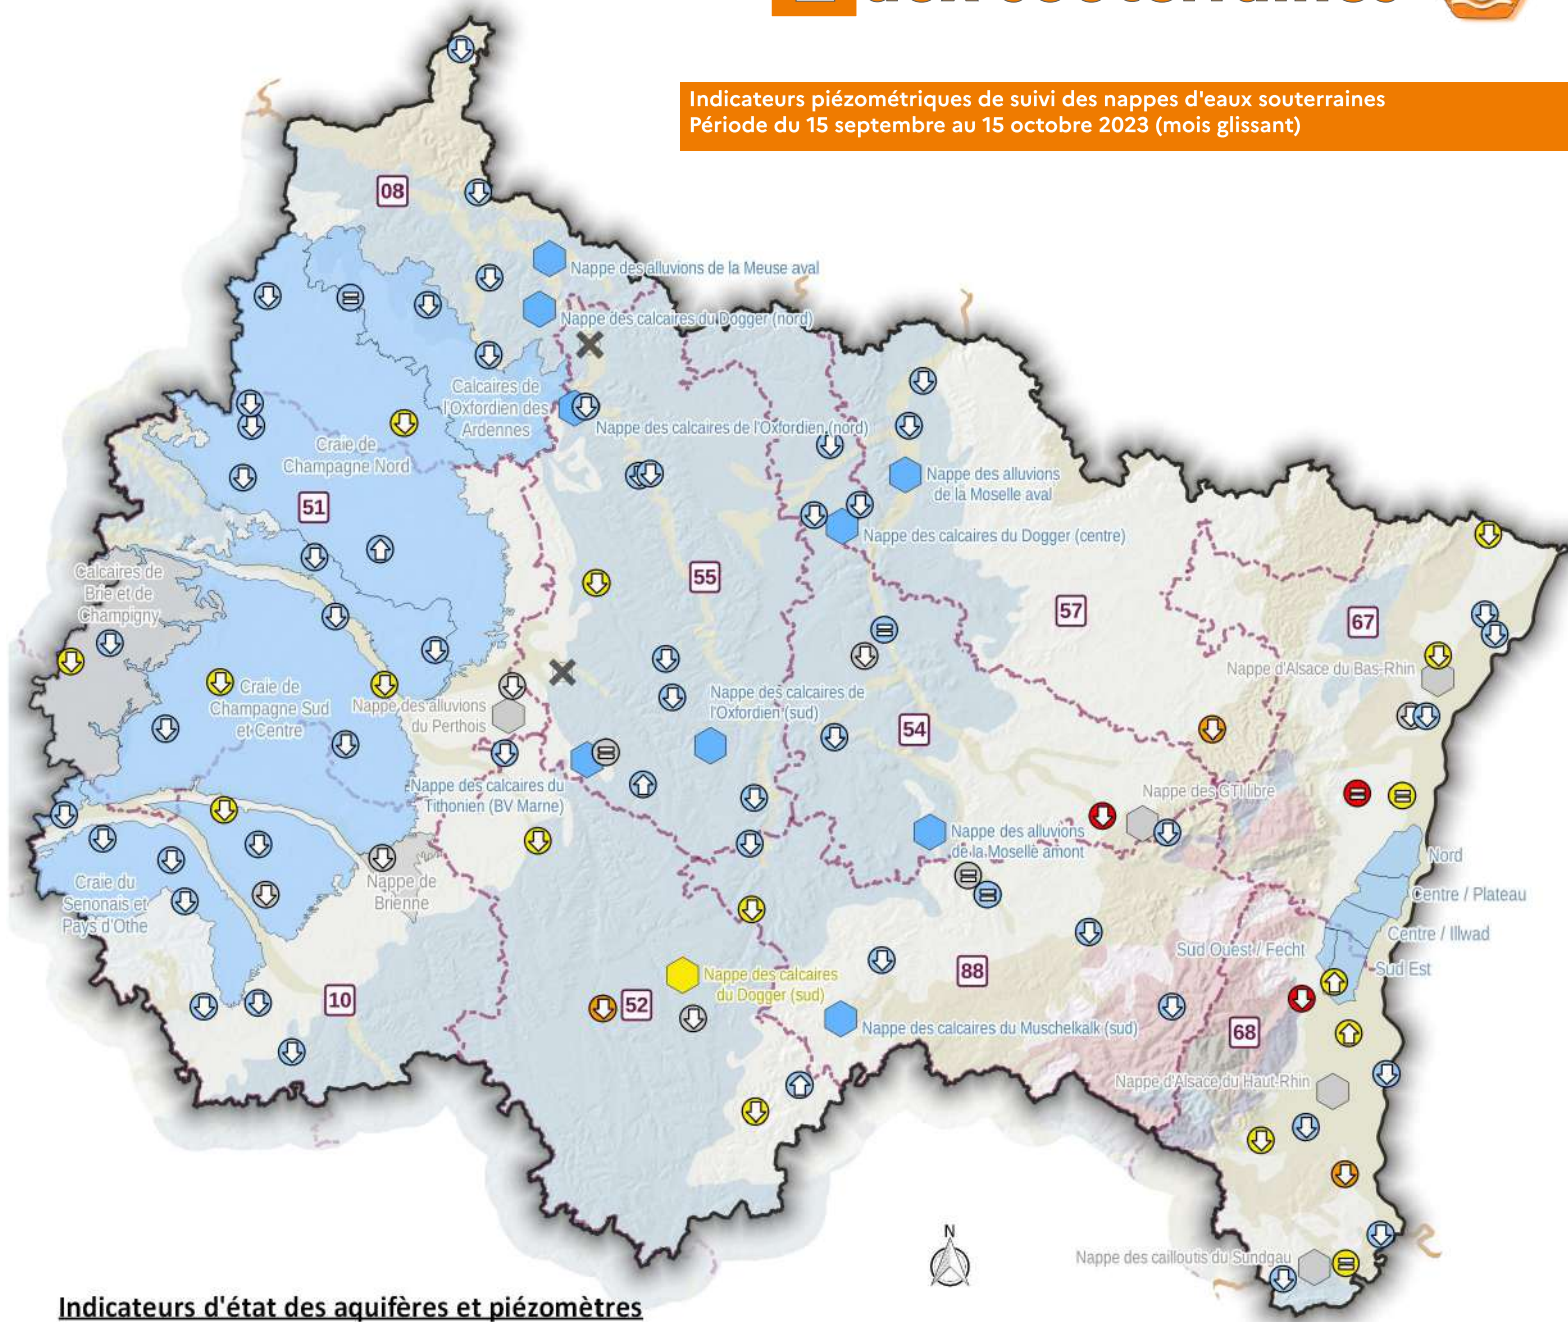 Indicateurs piézométriques de suivi des nappes d'eaux souterraines
Période du 15 septembre au 15 octobre 2023 (mois glissant)
08
Nappe des alluvions de la Meuse aval
Nappe des calcaires du Dogger (nord)
Calcaires de
l'Oxfordien des
Ardennes
Nappe des calcaires de l'Oxfordien (nord)
Craie de
Champagne Nord
Nappe des alluvions
de la Moselle aval
51
Nappe des calcaires du Dogger (centre)
Calcaires de
Brie et de
Champigny
55
57
67
Nappe d'Alsace du Bas-Rhin
Craie de
Champagne Sud
et Centre
Nappe des alluvions
du Perthois
Nappe des calcaires de
l'Oxfordien (sud)
54
Nappe des calcaires du
Tithonien (BV Marne)
Nappe des GTI libre
Nappe des alluvions
de la Moselle amont
Nord
Craie du
Senonais et
Pays d'Othe
Nappe de
Brienne
Centre / Plateau
Centre / Illwad
Sud Ouest / Fecht
Sud Est
10
52
Nappe des calcaires
du Dogger (sud)
88
Nappe des calcaires du Muschelkalk (sud)
68
Nappe d'Alsace du Haut-Rhin
N
Nappe des cailloutis du Sundgau
Indicateurs d'état des aquifères et piézomètres